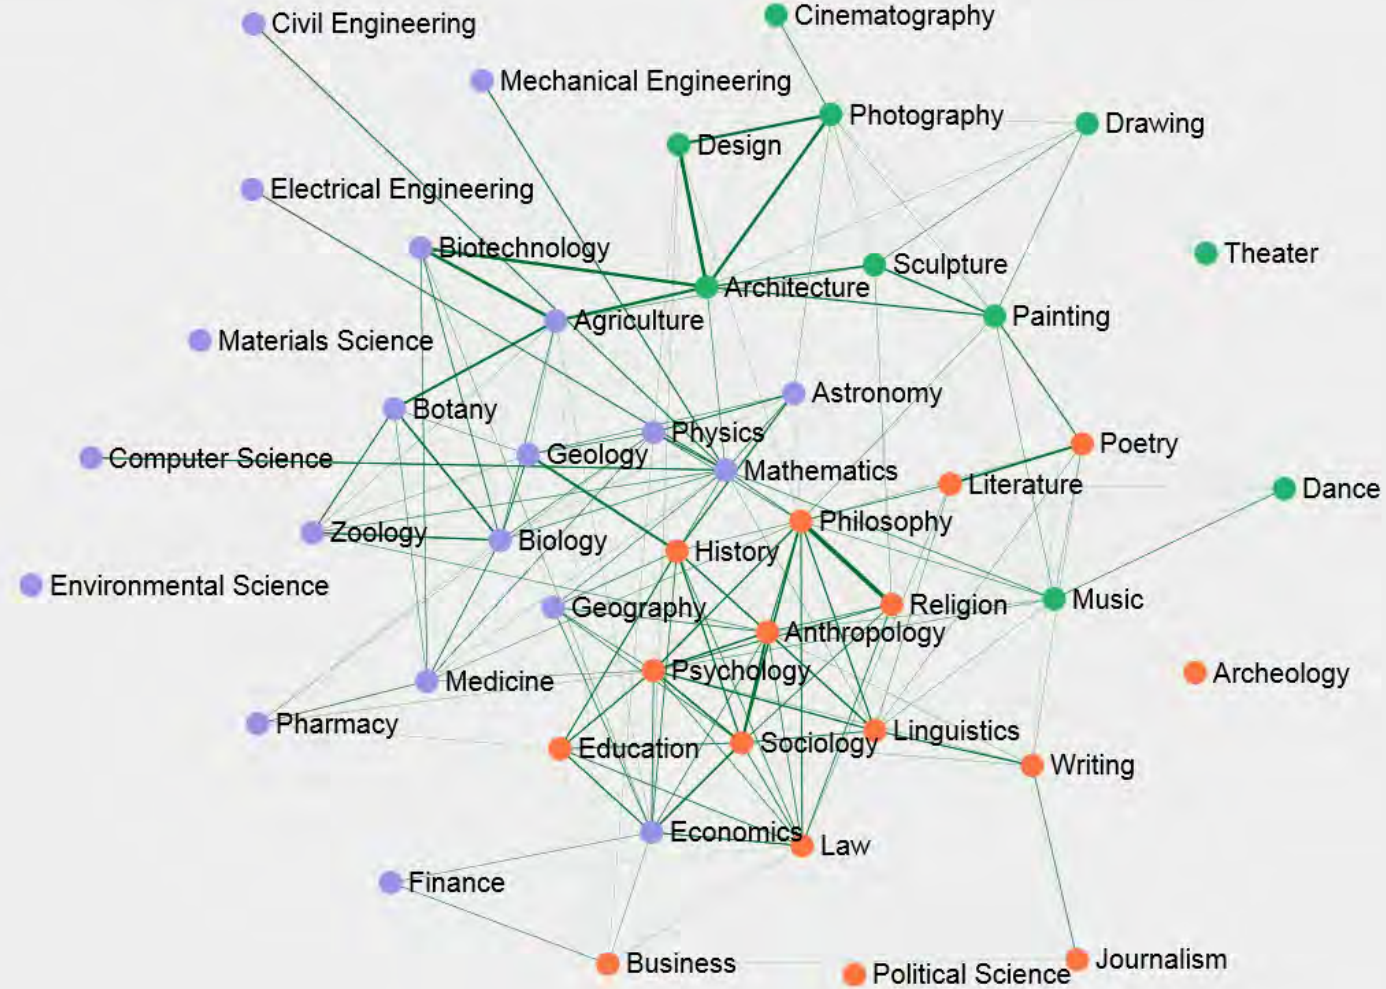 Civil Engineering
Cinematography
Mechanical Engineering
Photography
Drawing
Design
Electrical Engineering
Biotechnology
Theater
Sculpture
Architecture
Painting
Agriculture
Materials Science
Astronomy
Botany
Physics
Poetry
Geology
Computer Science
Mathematics
Literature
Dance
Philosophy
Zoology
Biology
History
Environmental Science
Geography
Religion
Music
Anthropology
Psychology
Archeology
Medicine
Pharmacy
Linguistics
Education
Sociology
Writing
Economics
Law
Finance
Business
Journalism
Political Science